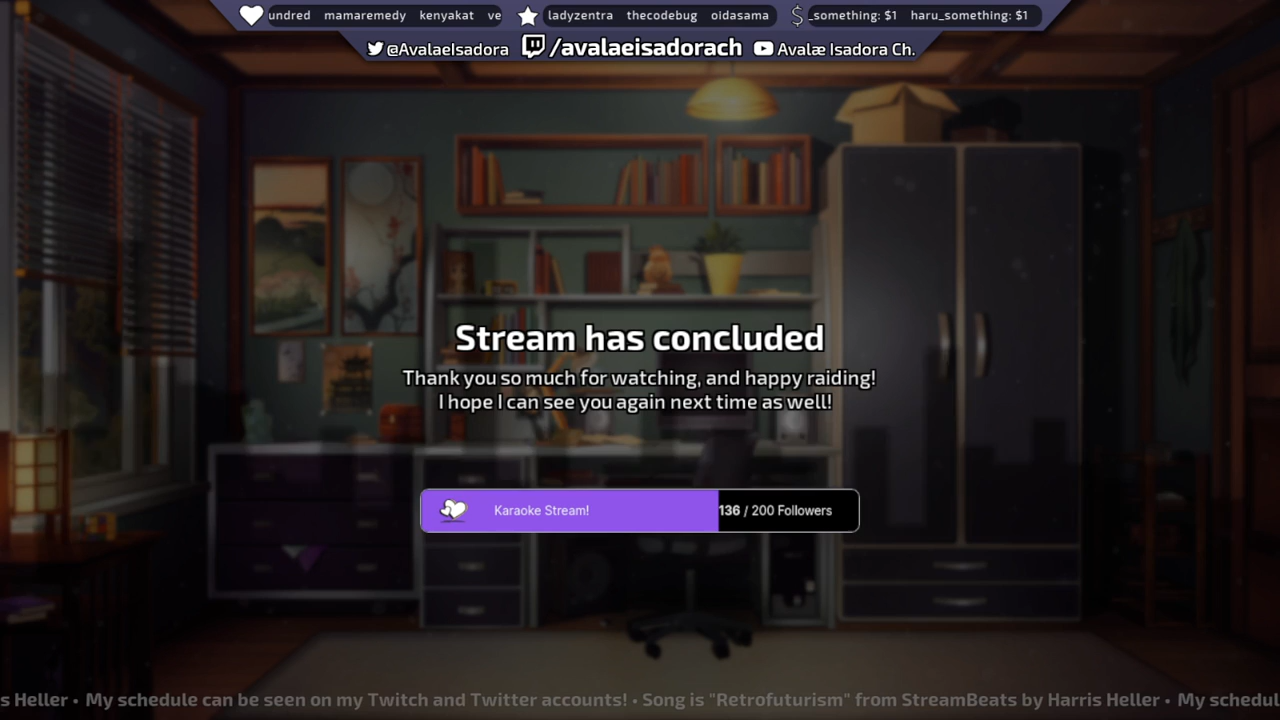 undred mamaremedy kenyakat ve ladyzentra thecodebug oidasama _something: $1 haru_something: $1
@AvalaeIsadora /avalaeisadorach Avalæ Isadora Ch.
Stream has concluded
Thank you so much for watching, and happy raiding!
I hope I can see you again next time as well!
Karaoke Stream! 136 / 200 Followers
s Heller • My schedule can be seen on my Twitch and Twitter accounts! • Song is "Retrofuturism" from StreamBeats by Harris Heller • My schedul